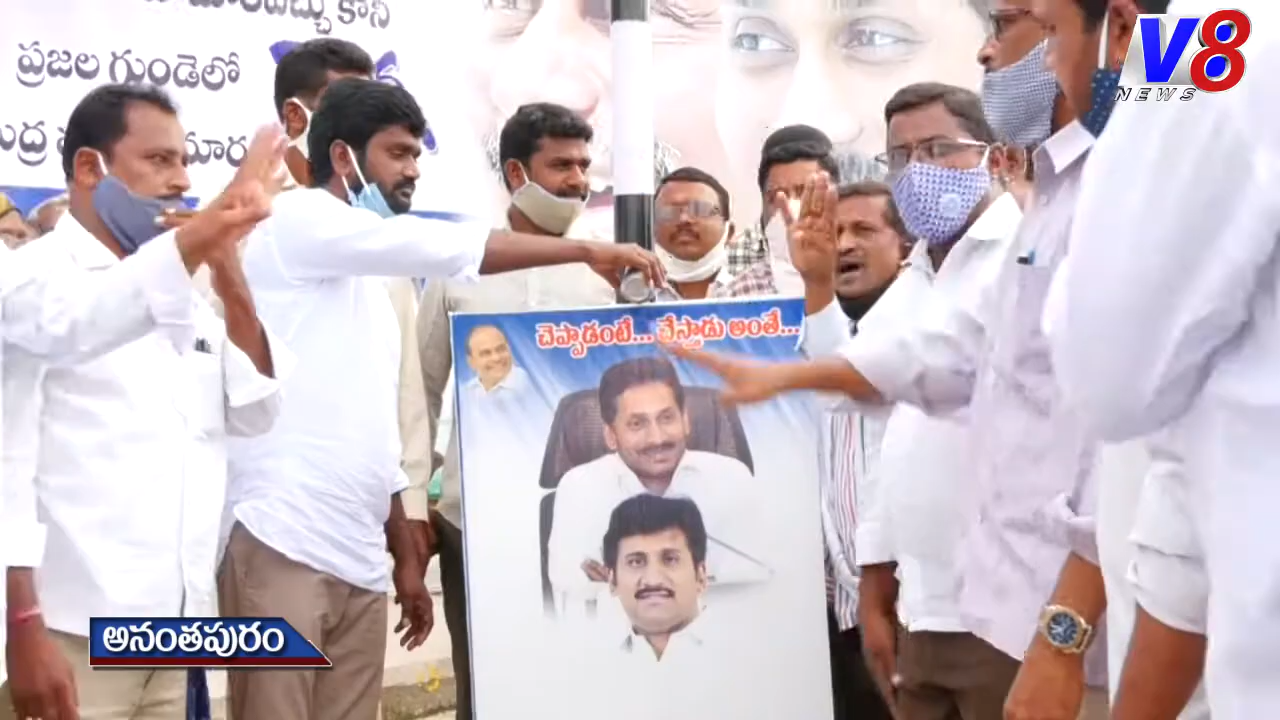 ప్రజల గుండెలో
V8
NEWS
చెప్పాడంటే... చేస్తాడు అంతే...
అనంతపురం